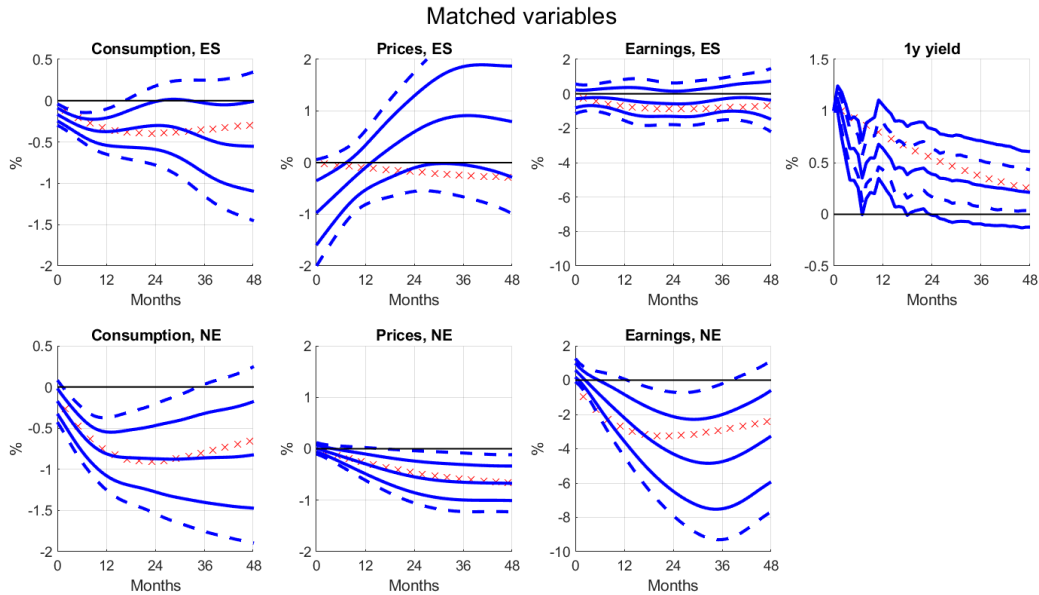 Matched variables
Consumption, ES
Prices, ES
Earnings, ES
1y yield
0.5
0
-0.5
-1
-1.5
-2
%
0 12 24 36 48
Months
2
1
0
-1
-2
%
0 12 24 36 48
Months
2
0
-2
-4
-6
-8
-10
%
0 12 24 36 48
Months
1.5
1
0.5
0
-0.5
%
0 12 24 36 48
Months
Consumption, NE
Prices, NE
Earnings, NE
0.5
0
-0.5
-1
-1.5
-2
%
0 12 24 36 48
Months
2
1
0
-1
-2
%
0 12 24 36 48
Months
2
0
-2
-4
-6
-8
-10
%
0 12 24 36 48
Months